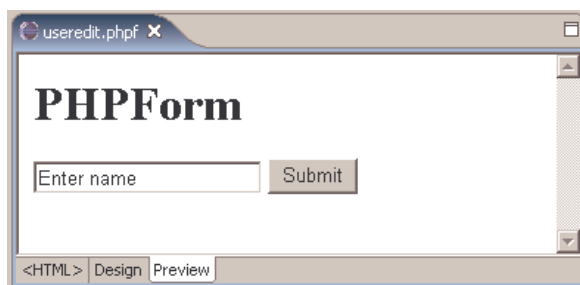 useredit.phpf
PHPForm
Enter name Submit
<HTML> Design Preview